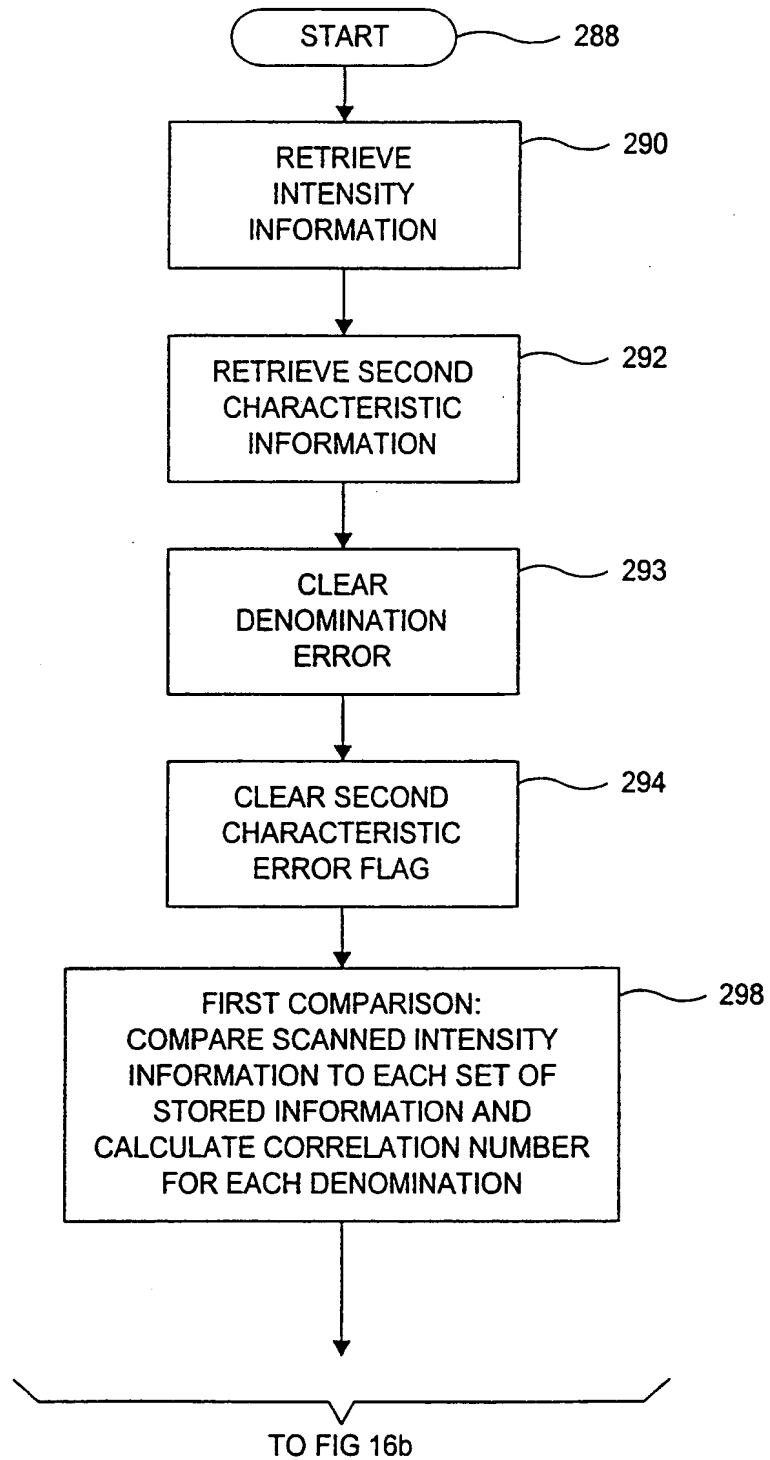 START
288
RETRIEVE
INTENSITY
INFORMATION
290
RETRIEVE SECOND
CHARACTERISTIC
INFORMATION
292
CLEAR
DENOMINATION
ERROR
293
CLEAR SECOND
CHARACTERISTIC
ERROR FLAG
294
FIRST COMPARISON:
COMPARE SCANNED INTENSITY
INFORMATION TO EACH SET OF
STORED INFORMATION AND
CALCULATE CORRELATION NUMBER
FOR EACH DENOMINATION
298
TO FIG 16b